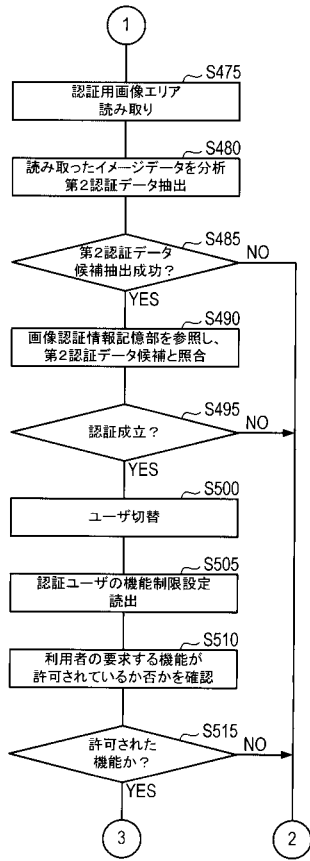 1
S475
認証用画像エリア
読み取り
S480
読み取ったイメージデータを分析
第2認証データ抽出
S485
第2認証データ
候補抽出成功?
NO
YES
S490
画像認証情報記憶部を参照し、
第2認証データ候補と照合
S495
認証成立?
NO
YES
S500
ユーザ切替
S505
認証ユーザの機能制限設定
読出
S510
利用者の要求する機能が
許可されているか否かを確認
S515
許可された
機能か?
NO
YES
3
2